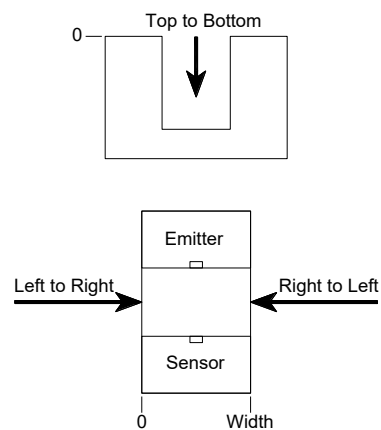 Top to Bottom
0
Emitter
Left to Right
Right to Left
Sensor
0
Width